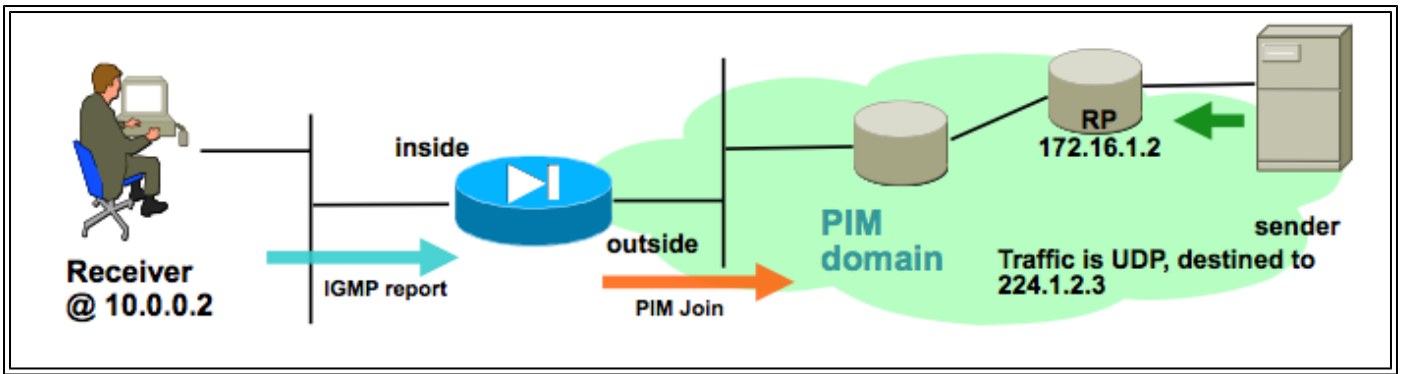 Receiver
@ 10.0.0.2
inside
IGMP report
outside
PIM Join
PIM
domain
RP
172.16.1.2
sender
Traffic is UDP, destined to
224.1.2.3